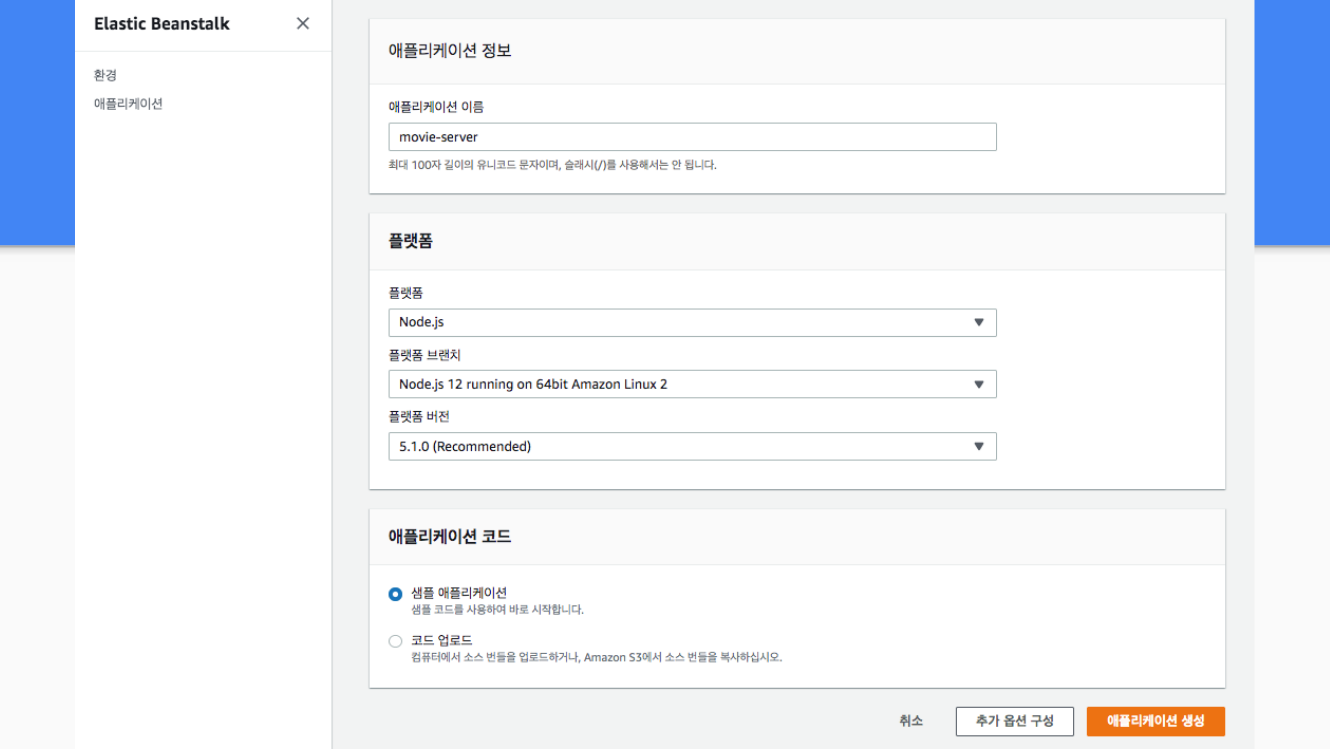 Elastic Beanstalk
환경
애플리케이션
애플리케이션 정보
애플리케이션 이름
movie-server
최대 100자 길이의 유니코드 문자이며, 슬래시(/)를 사용해서는 안 됩니다.
플랫폼
플랫폼
Node.js
플랫폼 브랜치
Node.js 12 running on 64bit Amazon Linux 2
플랫폼 버전
5.1.0 (Recommended)
애플리케이션 코드
샘플 애플리케이션
샘플 코드를 사용하여 바로 시작합니다.
코드 업로드
컴퓨터에서 소스 번들을 업로드하거나, Amazon S3에서 소스 번들을 복사하십시오.
취소 추가 옵션 구성 애플리케이션 생성